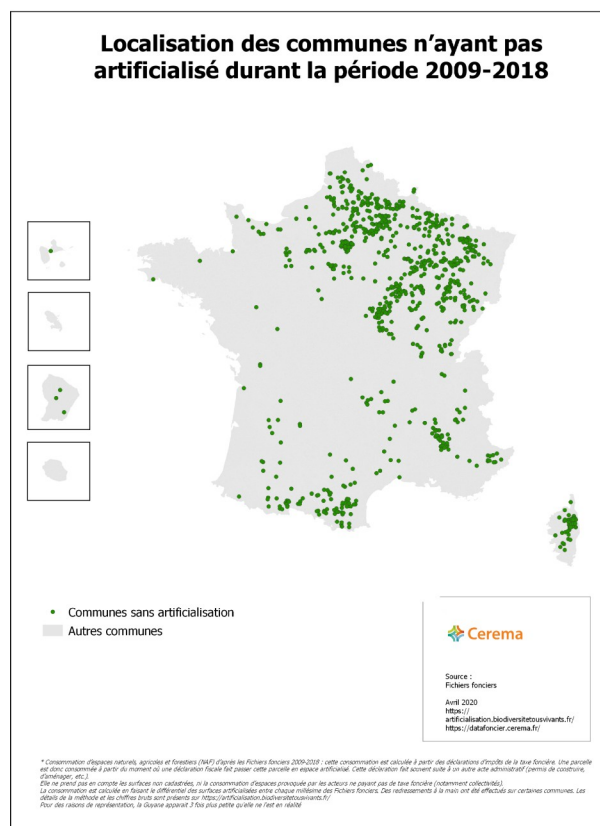 Localisation des communes n’ayant pas
artificialisé durant la période 2009-2018
Communes sans artificialisation
Autres communes
Cerema
Source :
Fichiers fonciers
Avril 2020
https://
artificialisation.biodiversitetousvivants.fr/
https://datafoncier.cerema.fr/
* Consommation d'espaces naturels, agricoles et forestiers (NAF) d'après les Fichiers fonciers 2009-2018 : cette consommation est calculée à partir des déclarations d'impôts de la taxe foncière. Une parcelle
est donc consommée à partir du moment où une déclaration fiscale fait passer cette parcelle en espace artificialisé. Cette déclaration fait souvent suite à un autre acte administratif (permis de construire,
d'aménager, etc.).
Elle ne prend pas en compte les surfaces non cadastrées, ni la consommation d'espaces provoquée par les acteurs ne payant pas de taxe foncière (notamment collectivités).
La consommation est calculée en faisant le différentiel des surfaces artificialisées entre chaque millésime des Fichiers fonciers. Des redressements à la main ont été effectués sur certaines communes. Les
détails de la méthode et les chiffres bruts sont présents sur https://artificialisation.biodiversitetousvivants.fr/
Pour des raisons de représentation, la Guyane apparait 3 fois plus petite qu'elle ne l'est en réalité